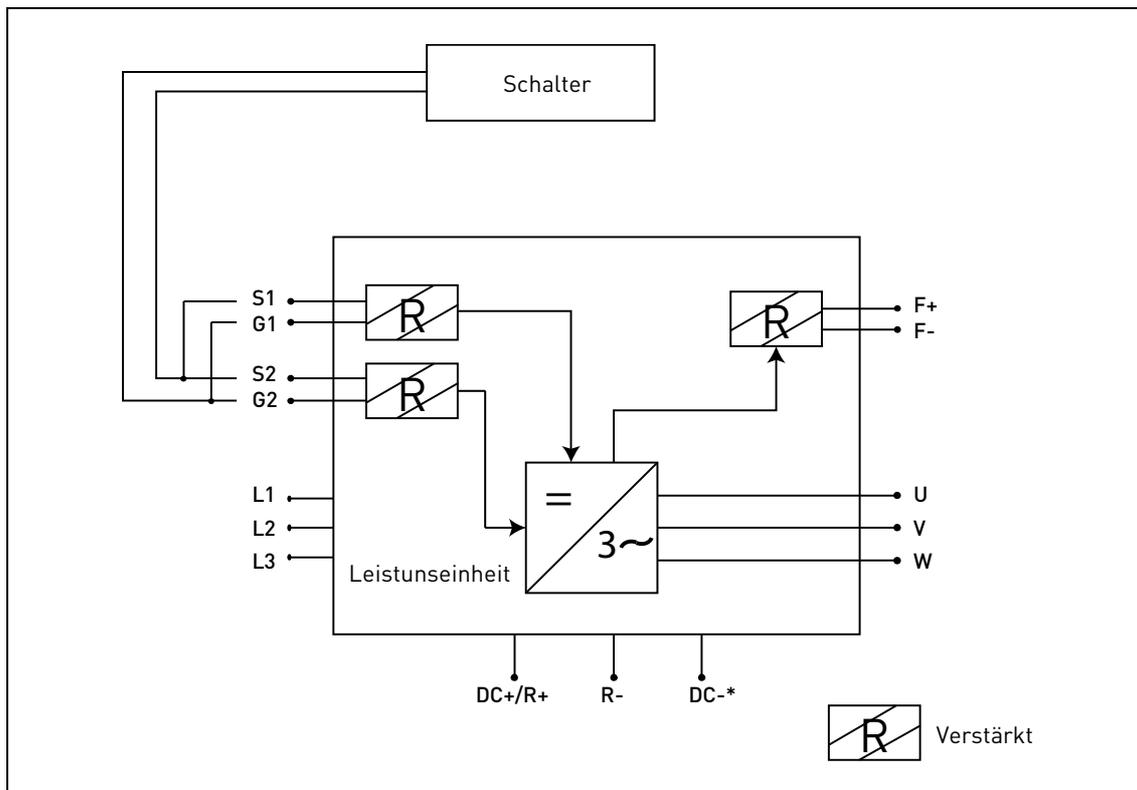 Schalter
S1
G1
S2
G2
R
R
R
F+
F-
L1
L2
L3
=
3~
U
V
W
Leistunseinheit
DC+/R+
R-
DC-*
R
Verstärkt